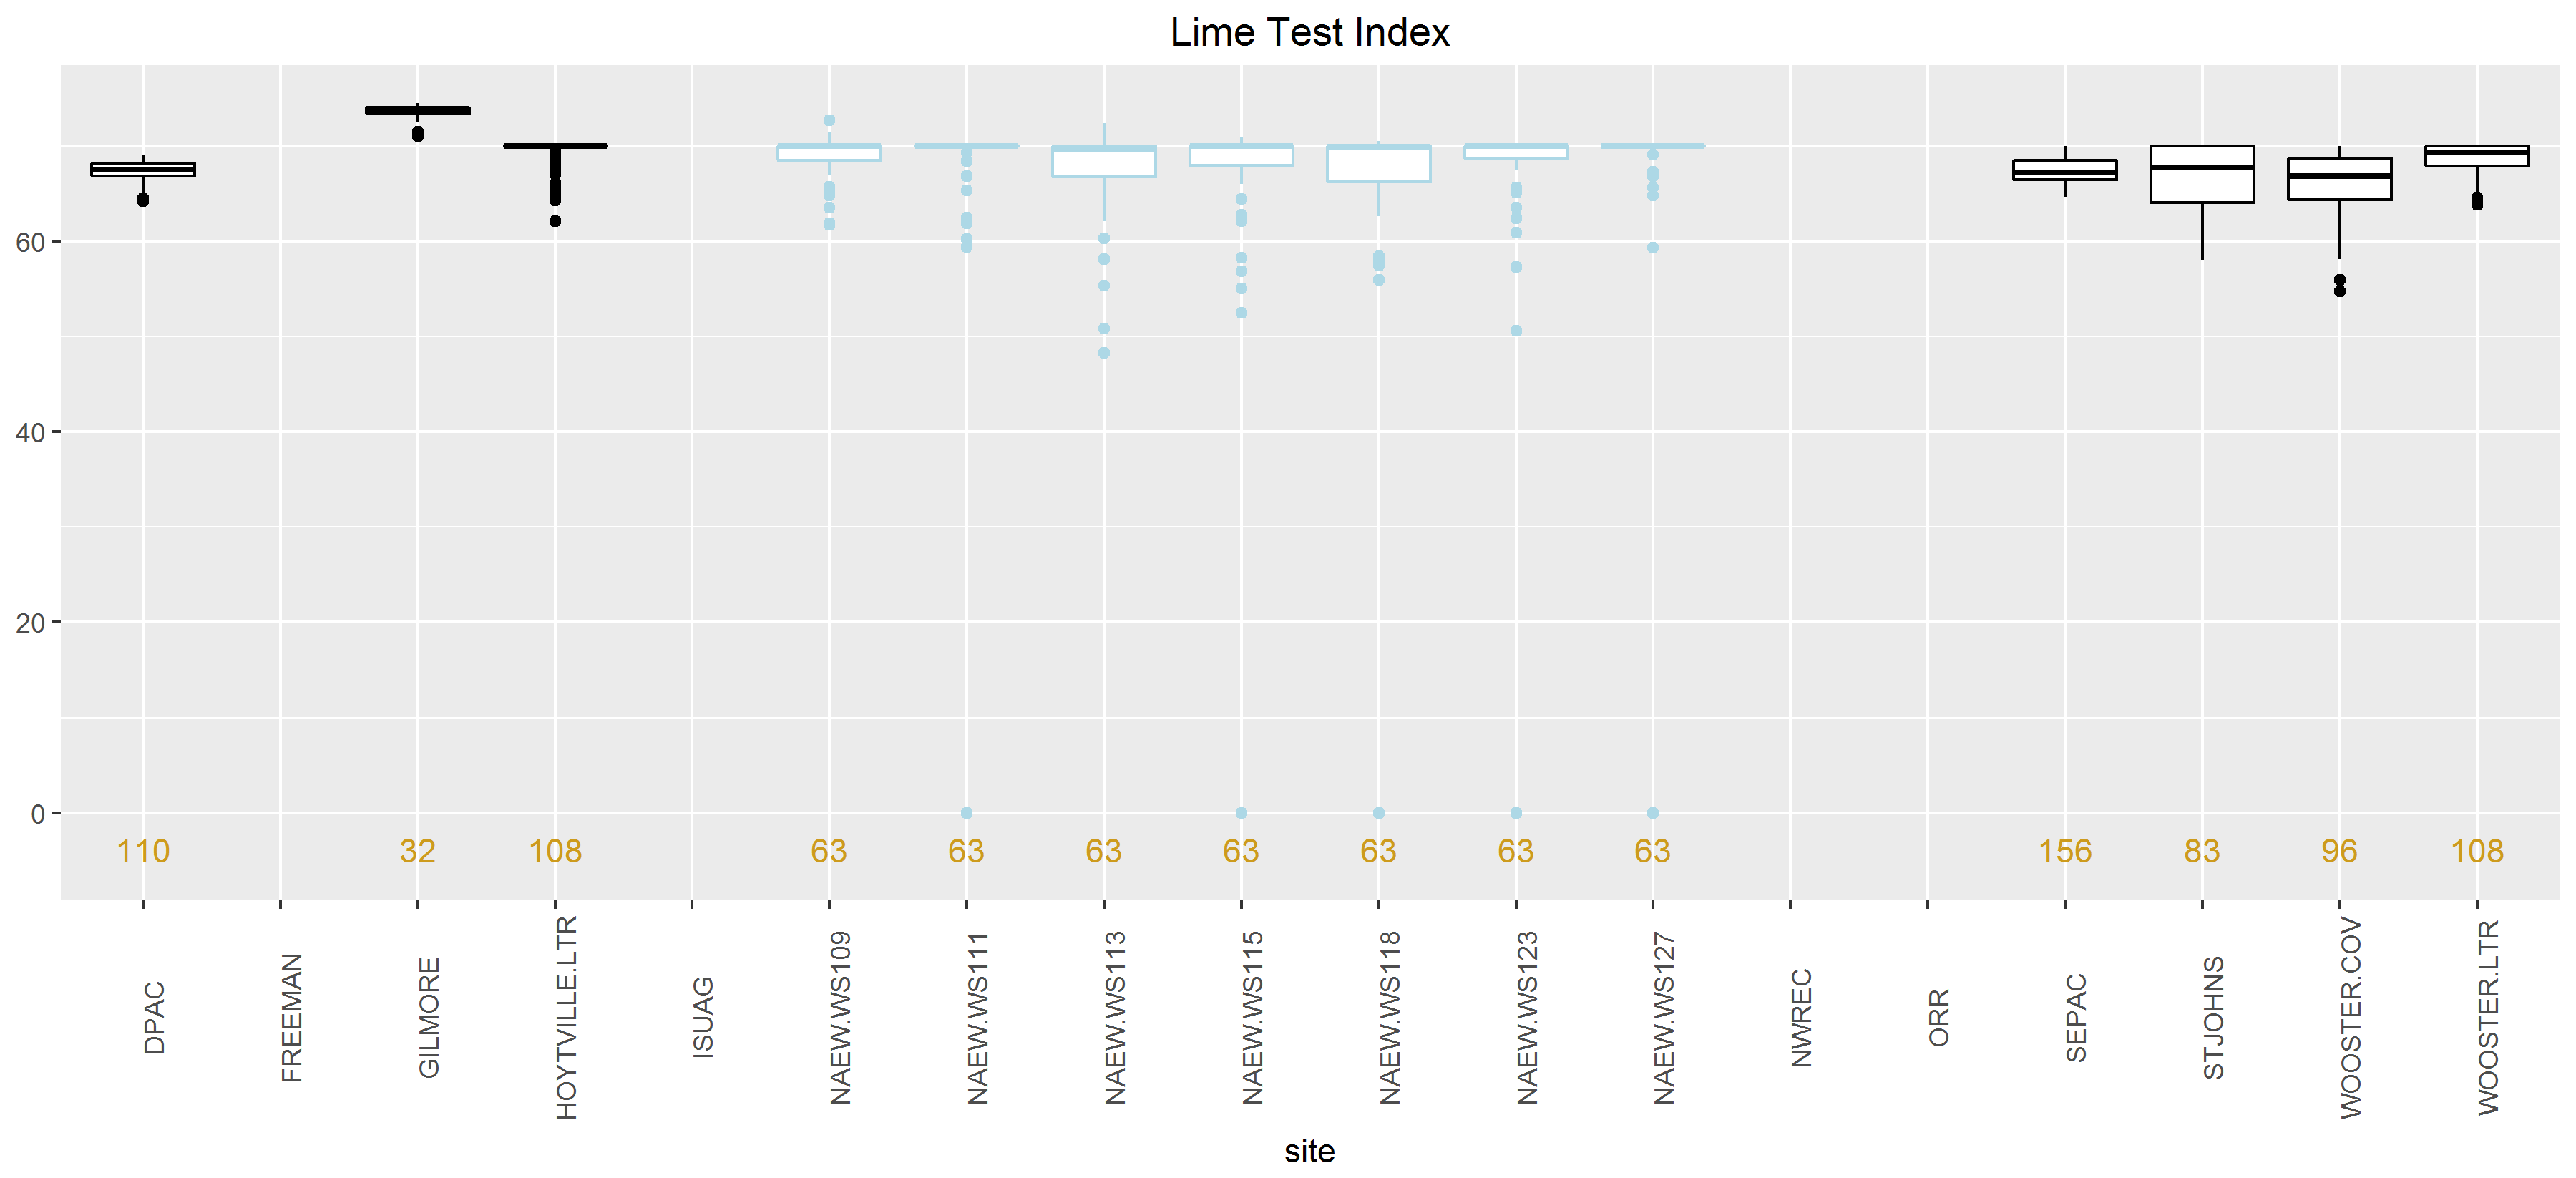 Lime Test Index
60
40
20
0
110 32 108 63 63 63 63 63 63 63 156 83 96 108
DPAC
FREEMAN
GILMORE
HOYTVILLE.LTR
ISUAG
NAEW.WS109
NAEW.WS111
NAEW.WS113
NAEW.WS115
NAEW.WS118
NAEW.WS123
NAEW.WS127
NWREC
ORR
SEPAC
STJOHNS
WOOSTER.COV
WOOSTER.LTR
site